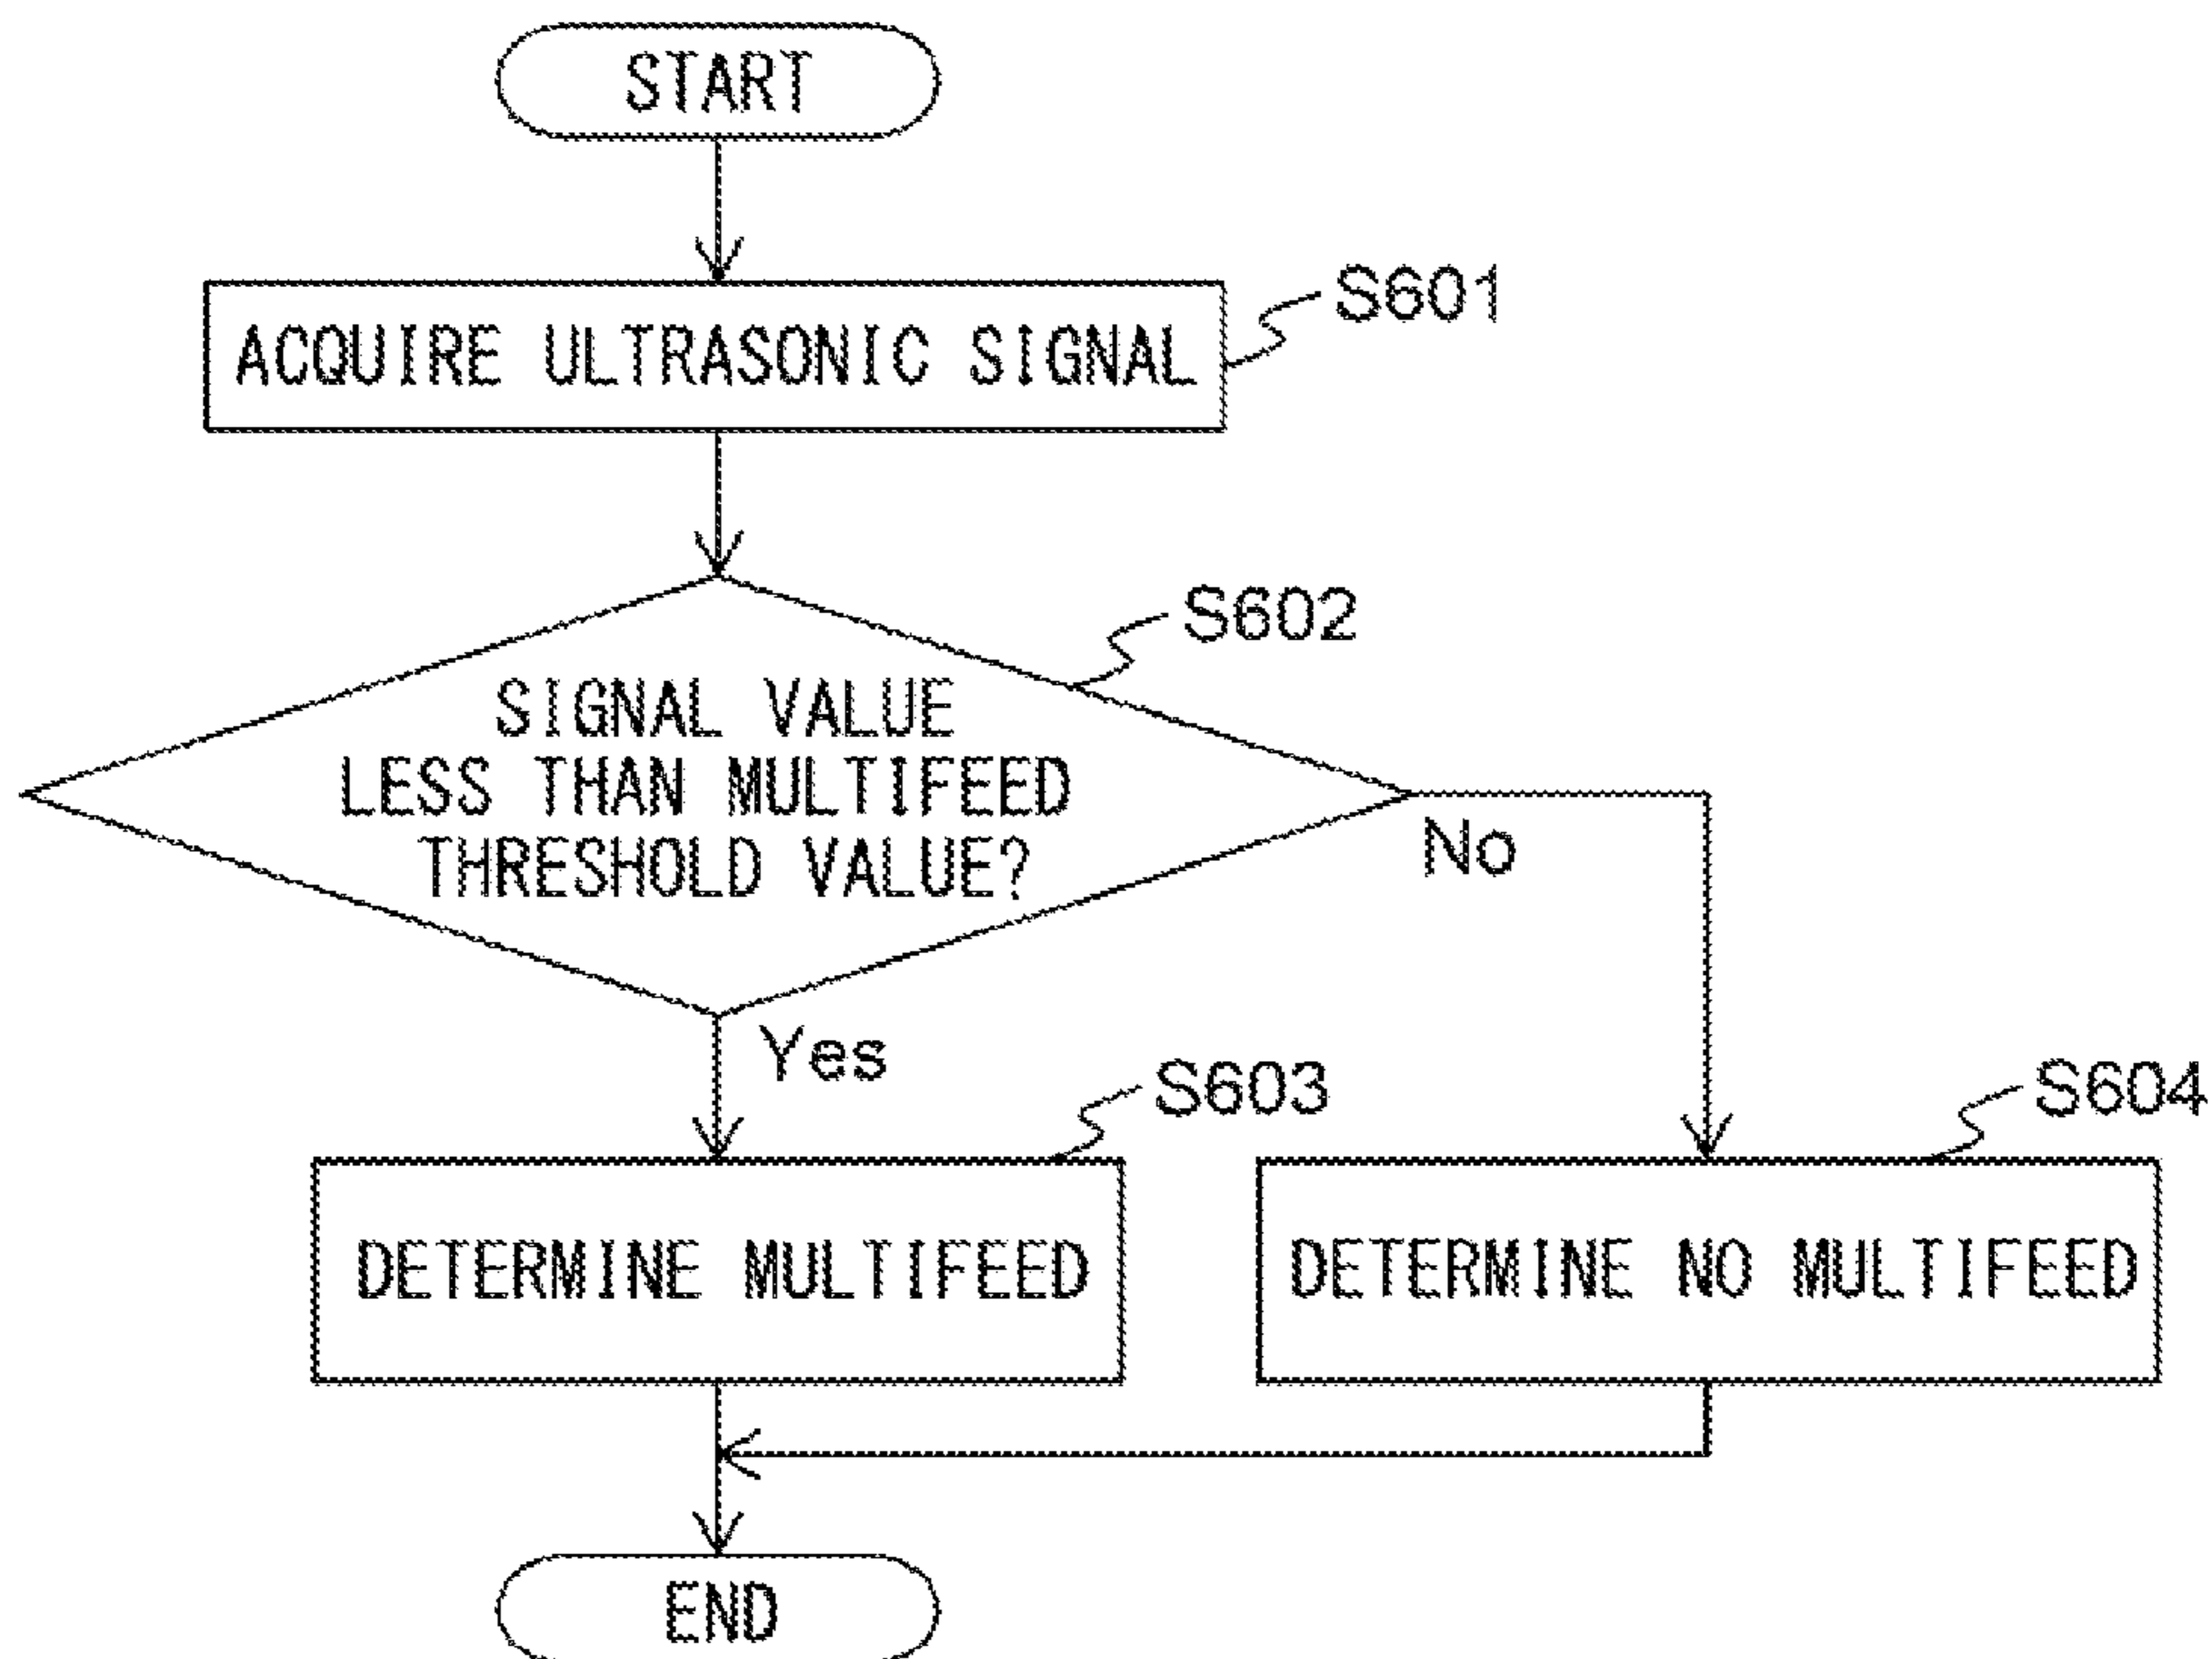 START
ACQUIRE ULTRASONIC SIGNAL
S601
S602
SIGNAL VALUE
LESS THAN MULTIFEED
THRESHOLD VALUE?
No
Yes
S603
S604
DETERMINE MULTIFEED
DETERMINE NO MULTIFEED
END